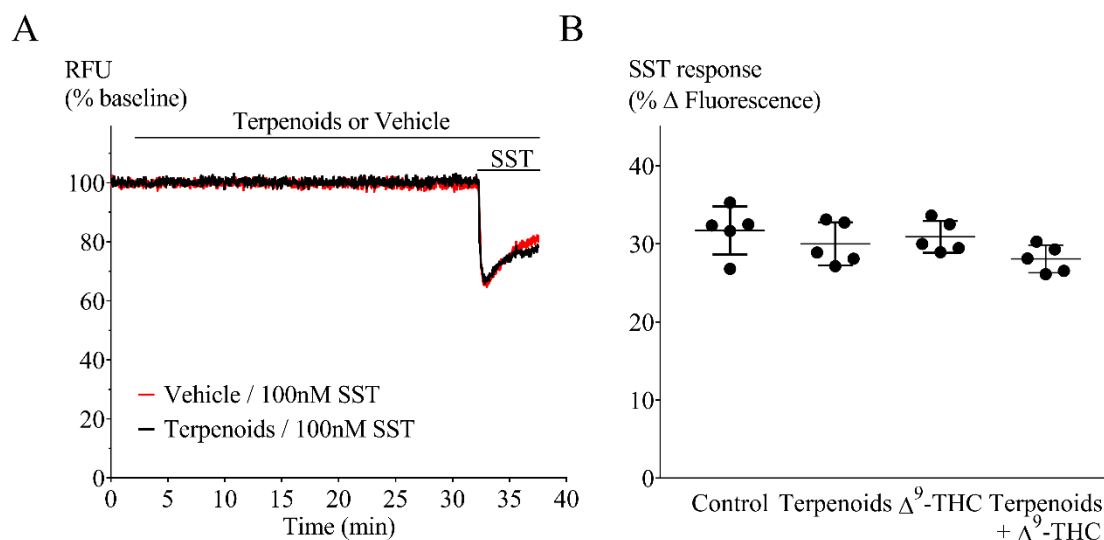 A
RFU
(% baseline)
Terpenoids or Vehicle
SST
100
80
60
40
20
0
Vehicle / 100nM SST
Terpenoids / 100nM SST
0 5 10 15 20 25 30 35 40
Time (min)
B
SST response
(% Δ Fluorescence)
40
30
20
10
0
Control Terpenoids Δ⁹-THC Terpenoids
+ Δ⁹-THC